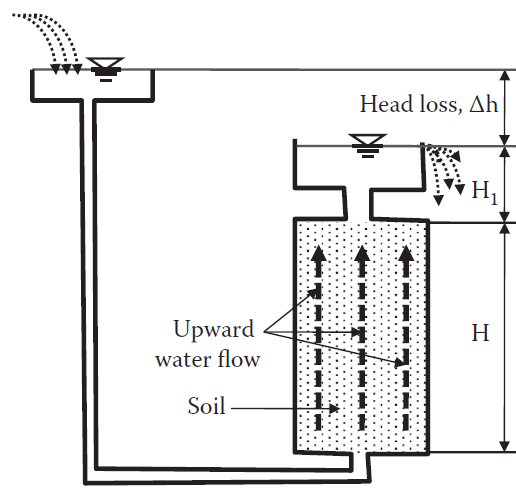 Head loss, Δh
H₁
Upward
water flow
H
Soil